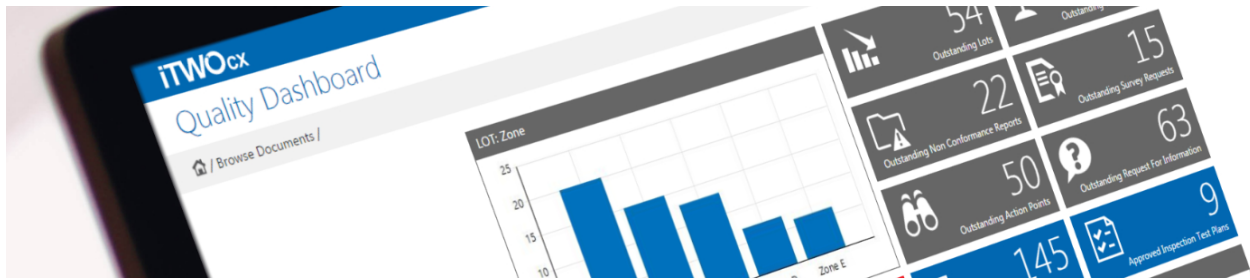 iTWOcx
Quality Dashboard
/ Browse Documents /
LOT: Zone
25
20
15
10
Zone E
54
Outstanding Lots
Outstanding
22
Outstanding Non Conformance Reports
15
Outstanding Survey Requests
50
Outstanding Action Points
63
Outstanding Request For Information
145
9
Approved Inspection Test Plans